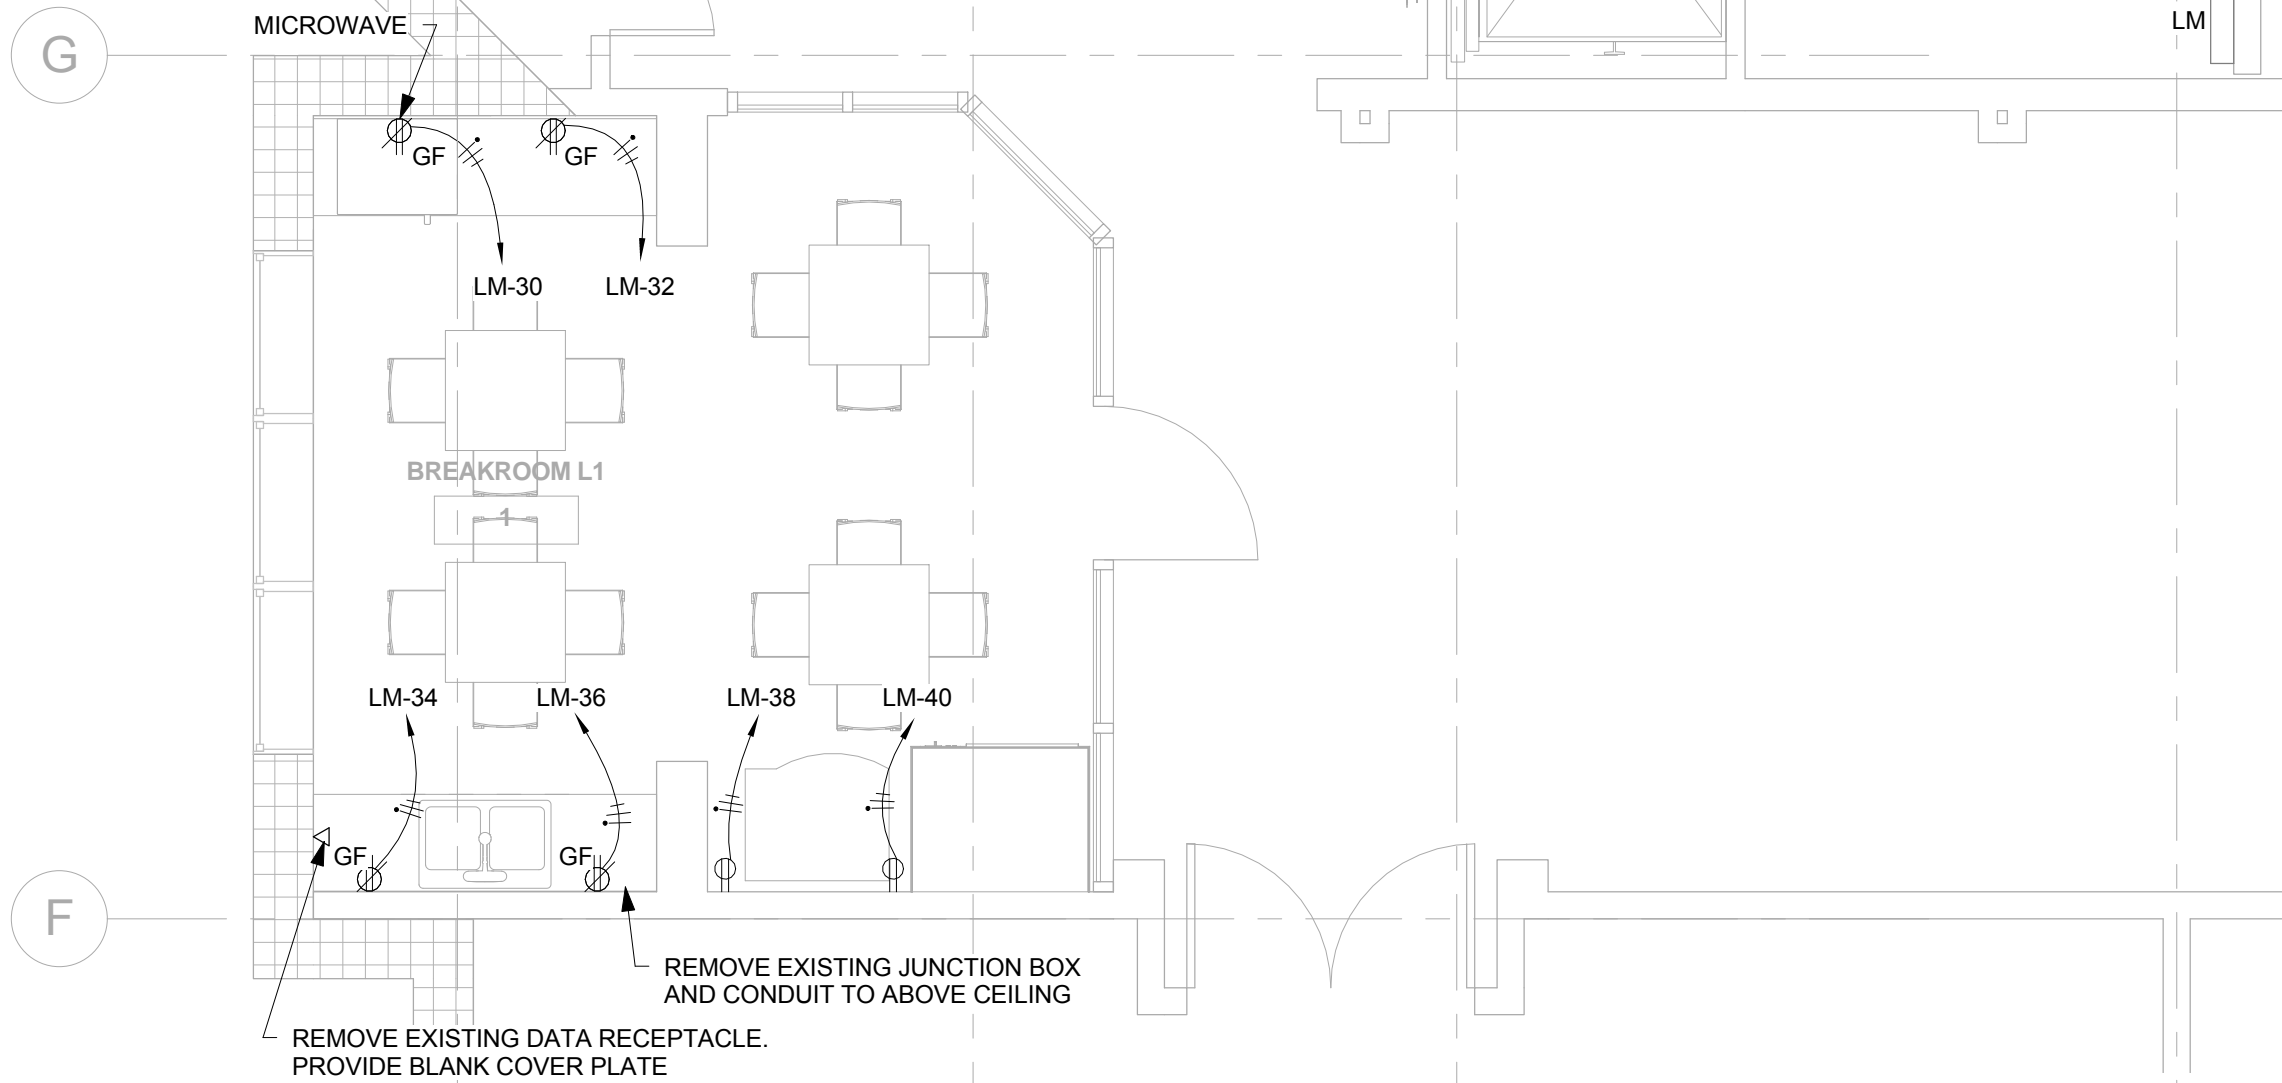 G
MICROWAVE
LM
GF
GF
LM-30
LM-32
BREAKROOM L1
1
LM-34
LM-36
LM-38
LM-40
GF
GF
F
REMOVE EXISTING JUNCTION BOX
AND CONDUIT TO ABOVE CEILING
REMOVE EXISTING DATA RECEPTACLE.
PROVIDE BLANK COVER PLATE